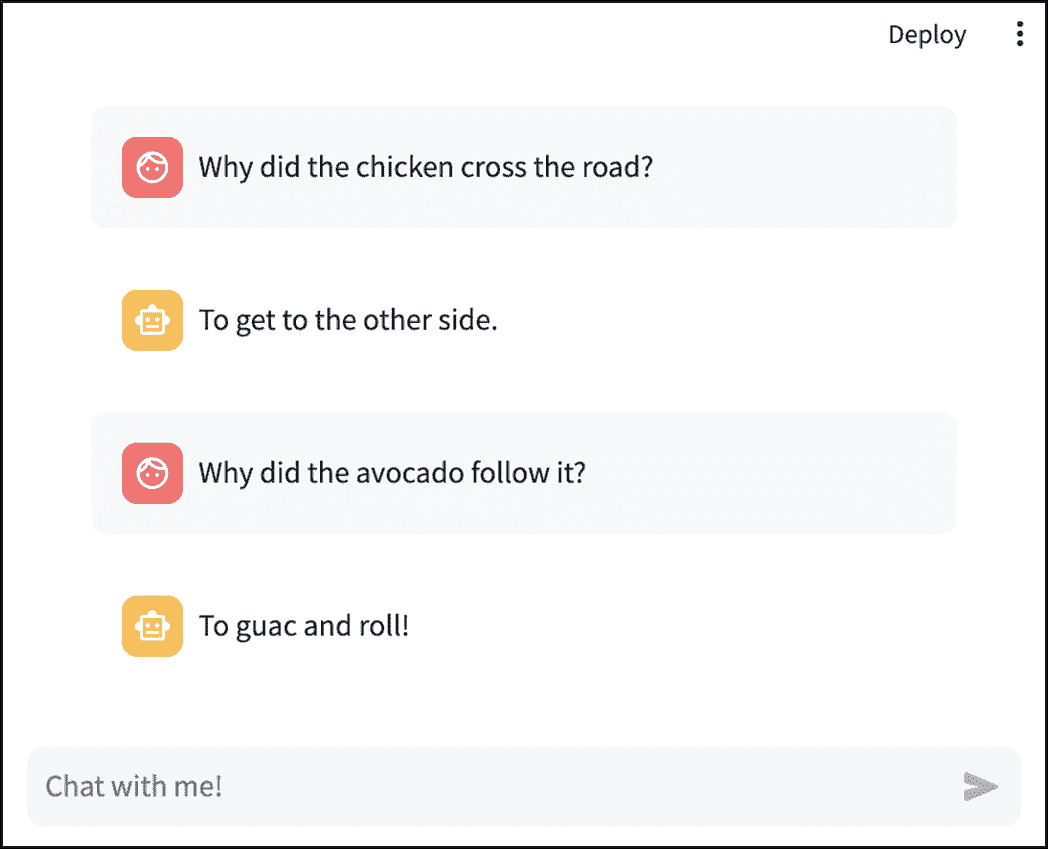 Deploy
Why did the chicken cross the road?
To get to the other side.
Why did the avocado follow it?
To guac and roll!
Chat with me!